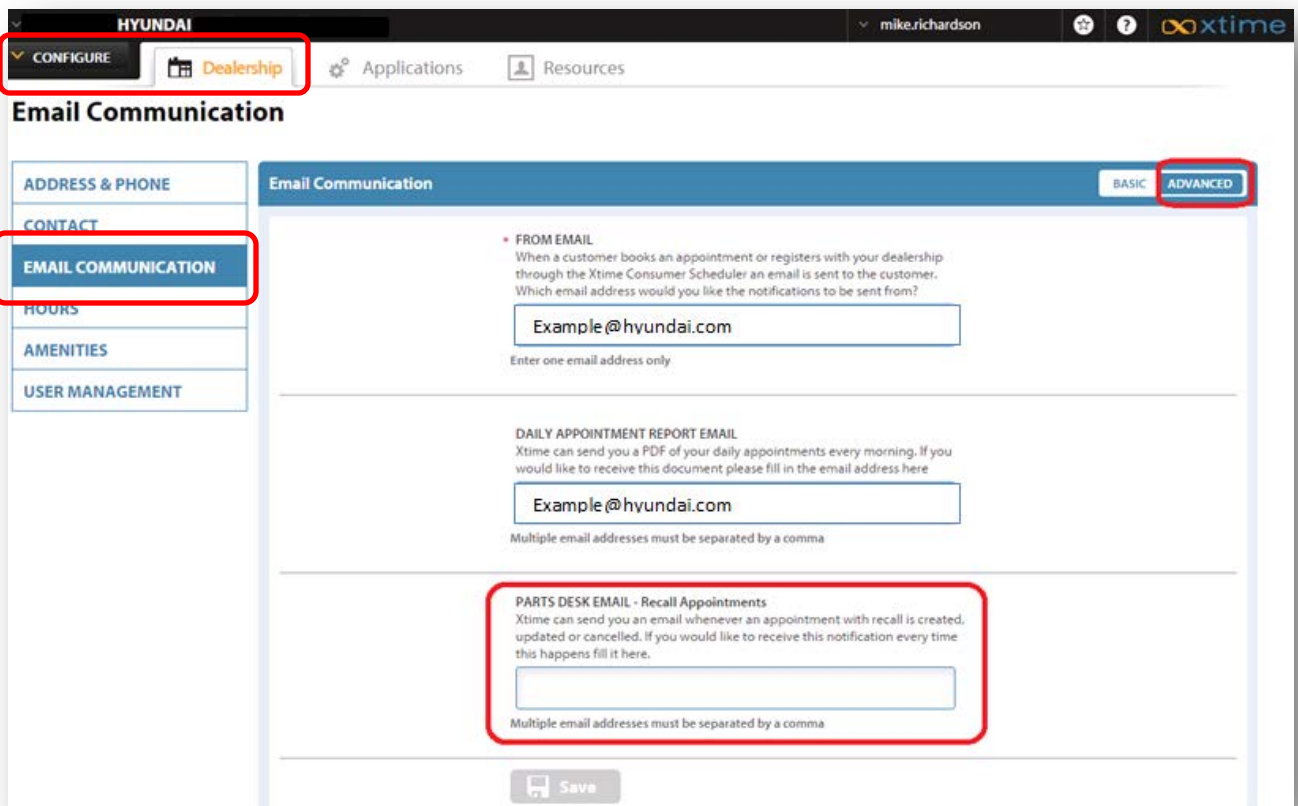 HYUNDAI
mike.richardson
? xtime
CONFIGURE
Dealership
Applications
Resources
Email Communication
ADDRESS & PHONE
CONTACT
EMAIL COMMUNICATION
HOURS
AMENITIES
USER MANAGEMENT
Email Communication
BASIC
ADVANCED
* FROM EMAIL
When a customer books an appointment or registers with your dealership
through the Xtime Consumer Scheduler an email is sent to the customer.
Which email address would you like the notifications to be sent from?
Example@hyundai.com
Enter one email address only
DAILY APPOINTMENT REPORT EMAIL
Xtime can send you a PDF of your daily appointments every morning. If you
would like to receive this document please fill in the email address here
Example@hyundai.com
Multiple email addresses must be separated by a comma
PARTS DESK EMAIL - Recall Appointments
Xtime can send you an email whenever an appointment with recall is created,
updated or cancelled. If you would like to receive this notification every time
this happens fill it here.
Multiple email addresses must be separated by a comma
Save